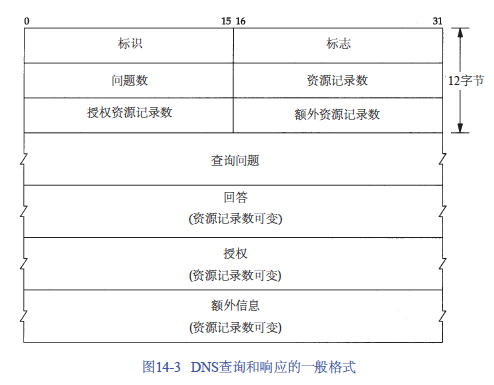 0 15 16 31
标识 标志
问题数 资源记录数 12字节
授权资源记录数 额外资源记录数
查询问题
回答
(资源记录数可变)
授权
(资源记录数可变)
额外信息
(资源记录数可变)
图14-3 DNS查询和响应的一般格式